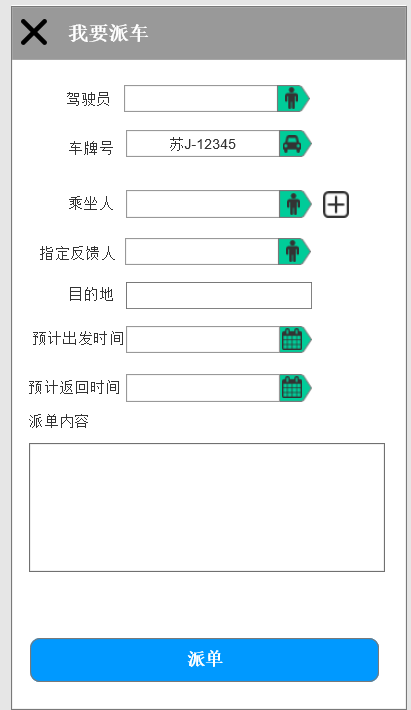 我要派车
驾驶员
车牌号 苏J-12345
乘坐人
指定反馈人
目的地
预计出发时间
预计返回时间
派单内容
派单